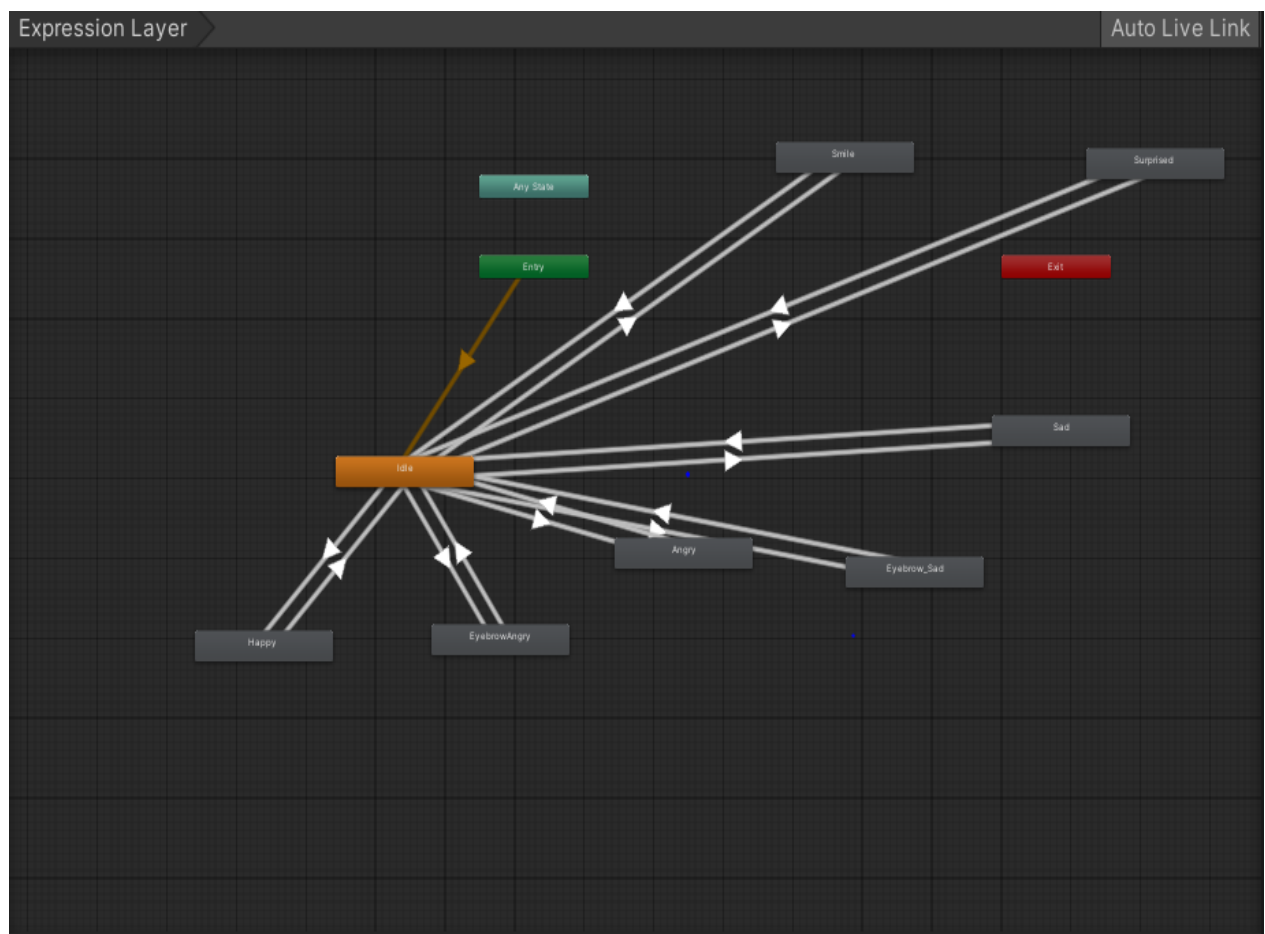 Expression Layer
Auto Live Link
Smile
Surprised
Any State
Entry
Exit
Sad
Idle
Angry
Eyebrow_Sad
Happy
EyebrowAngry